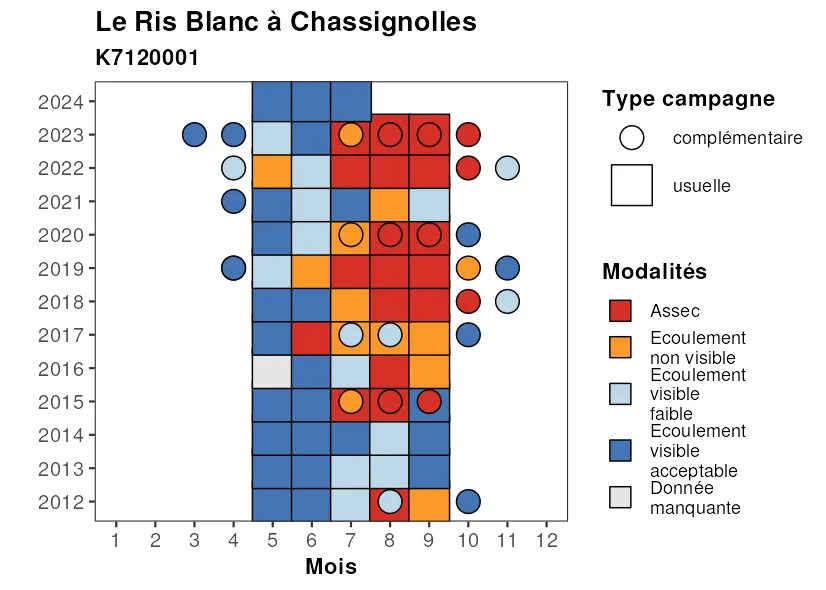 Le Ris Blanc à Chassignolles
K7120001
2024
2023
2022
2021
2020
2019
2018
2017
2016
2015
2014
2013
2012
1 2 3 4 5 6 7 8 9 10 11 12
Mois
Type campagne
complémentaire
usuelle
Modalités
Assec
Ecoulement
non visible
Ecoulement
visible
faible
Ecoulement
visible
acceptable
Donnée
manquante